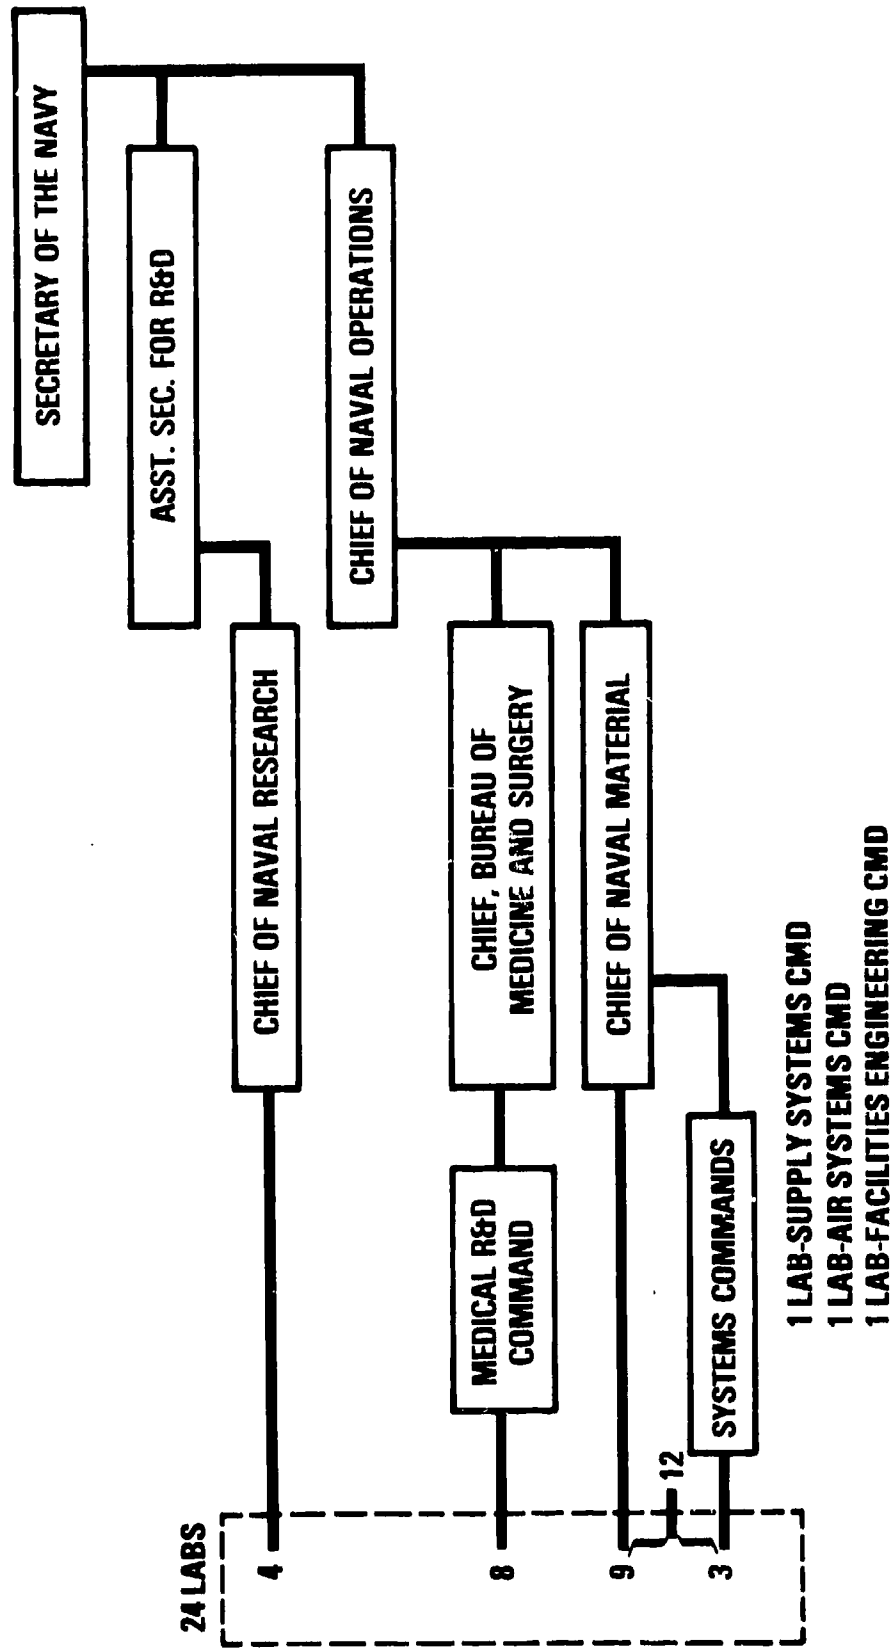 SECRETARY OF THE NAVY
ASST. SEC. FOR R&D
CHIEF OF NAVAL OPERATIONS
CHIEF OF NAVAL RESEARCH
CHIEF, BUREAU OF
MEDICINE AND SURGERY
CHIEF OF NAVAL MATERIAL
MEDICAL R&D
COMMAND
SYSTEMS COMMANDS
24 LABS
4
8
9
12
3
1 LAB-SUPPLY SYSTEMS CMD
1 LAB-AIR SYSTEMS CMD
1 LAB-FACILITIES ENGINEERING CMD